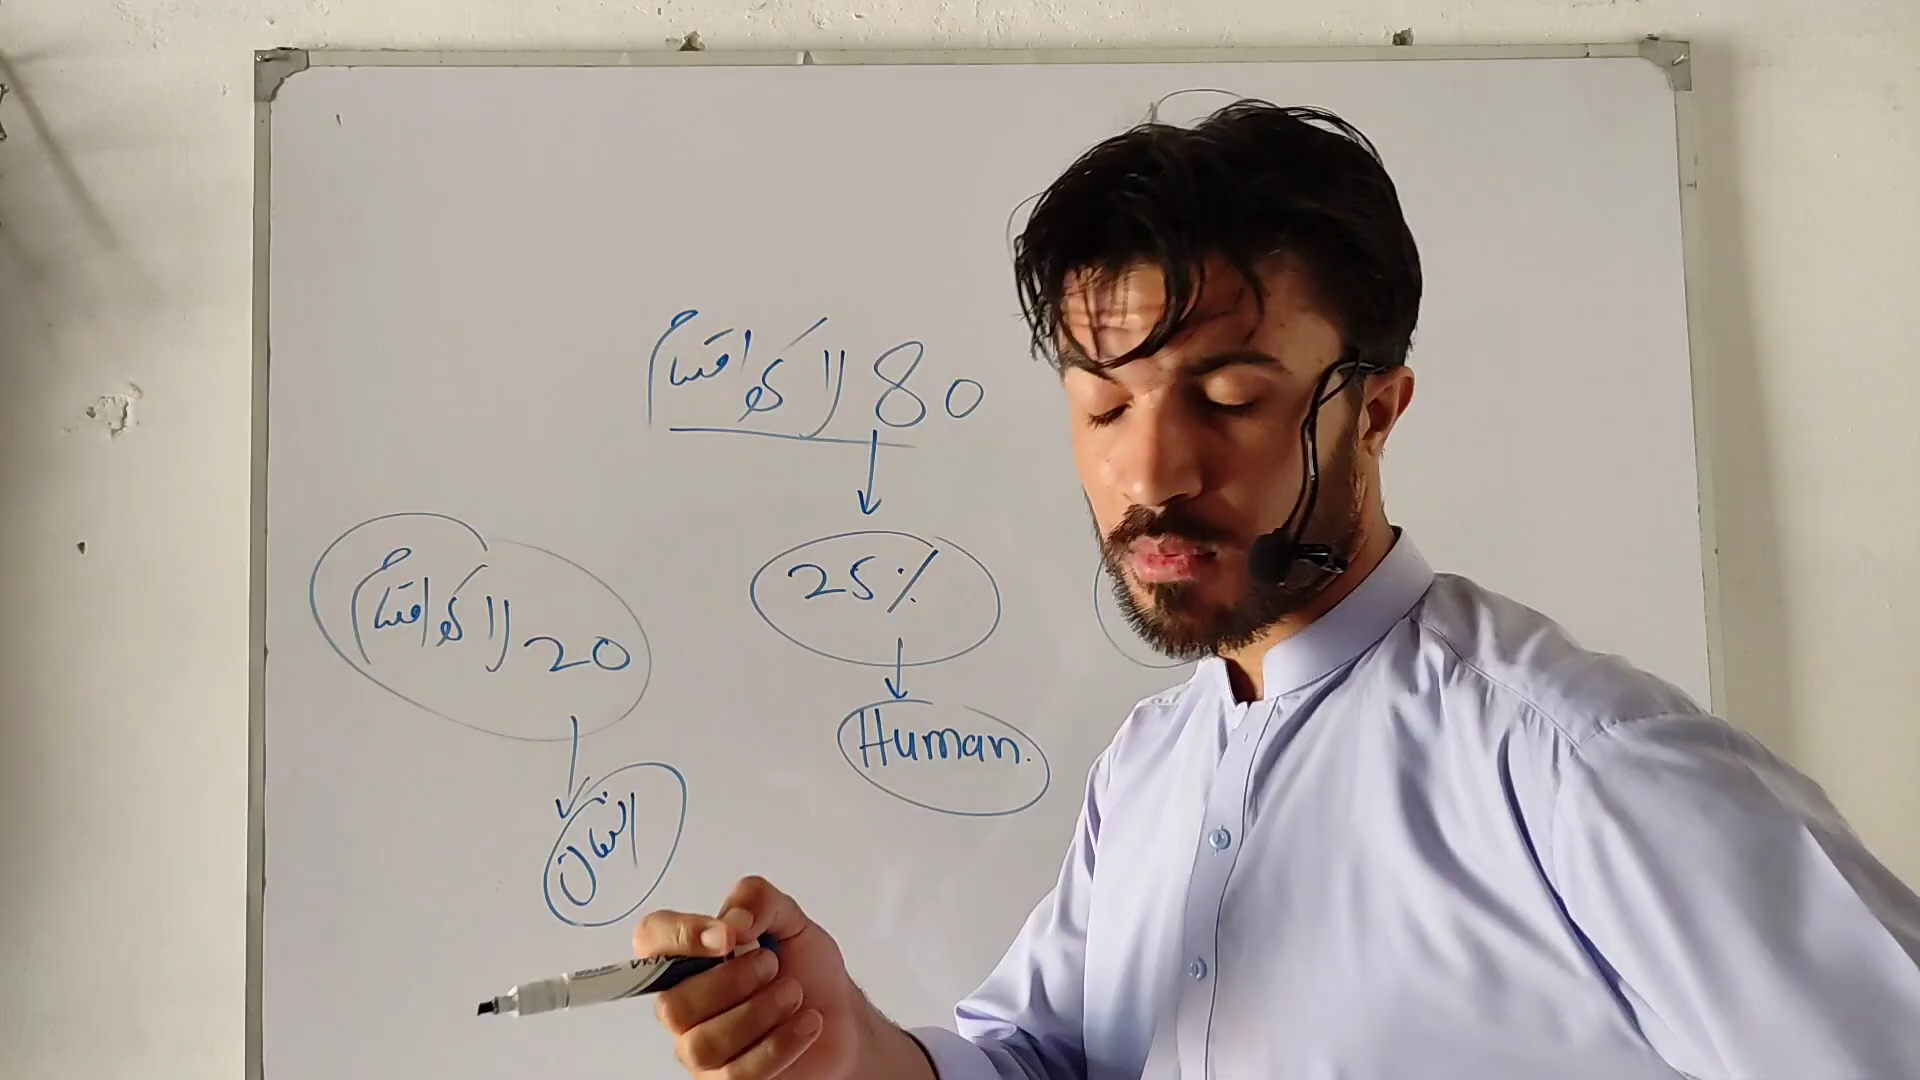 80 لاکھ اقسام
25%
20 لاکھ اقسام
Human.
انسان